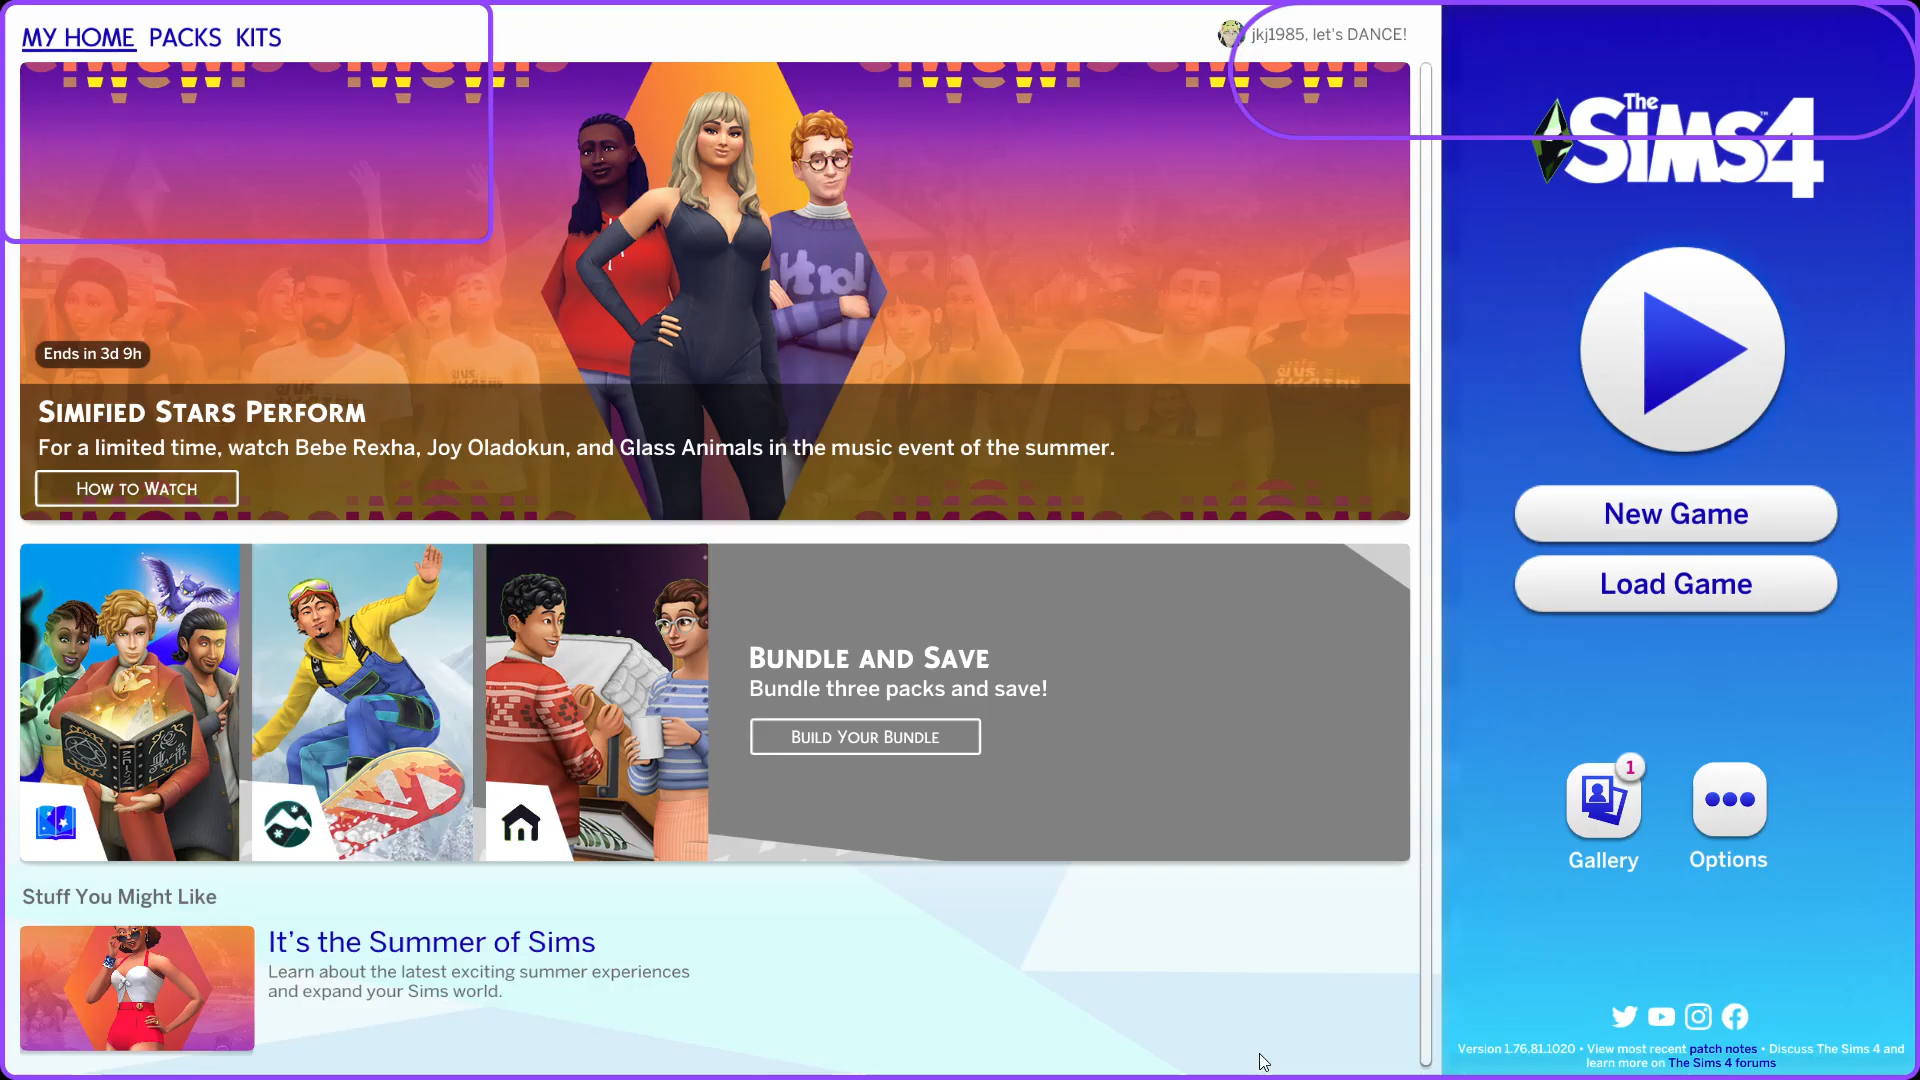 MY HOME PACKS KITS
jkj1985, let's DANCE!
Ends in 3d 9h
SIMIFIED STARS PERFORM
For a limited time, watch Bebe Rexha, Joy Oladokun, and Glass Animals in the music event of the summer.
HOW TO WATCH
BUNDLE AND SAVE
Bundle three packs and save!
BUILD YOUR BUNDLE
Stuff You Might Like
It's the Summer of Sims
Learn about the latest exciting summer experiences
and expand your Sims world.
The SiMS 4
New Game
Load Game
1
Gallery
Options
Version 1.76.81.1020 • View most recent patch notes • Discuss The Sims 4 and
learn more on The Sims 4 forums